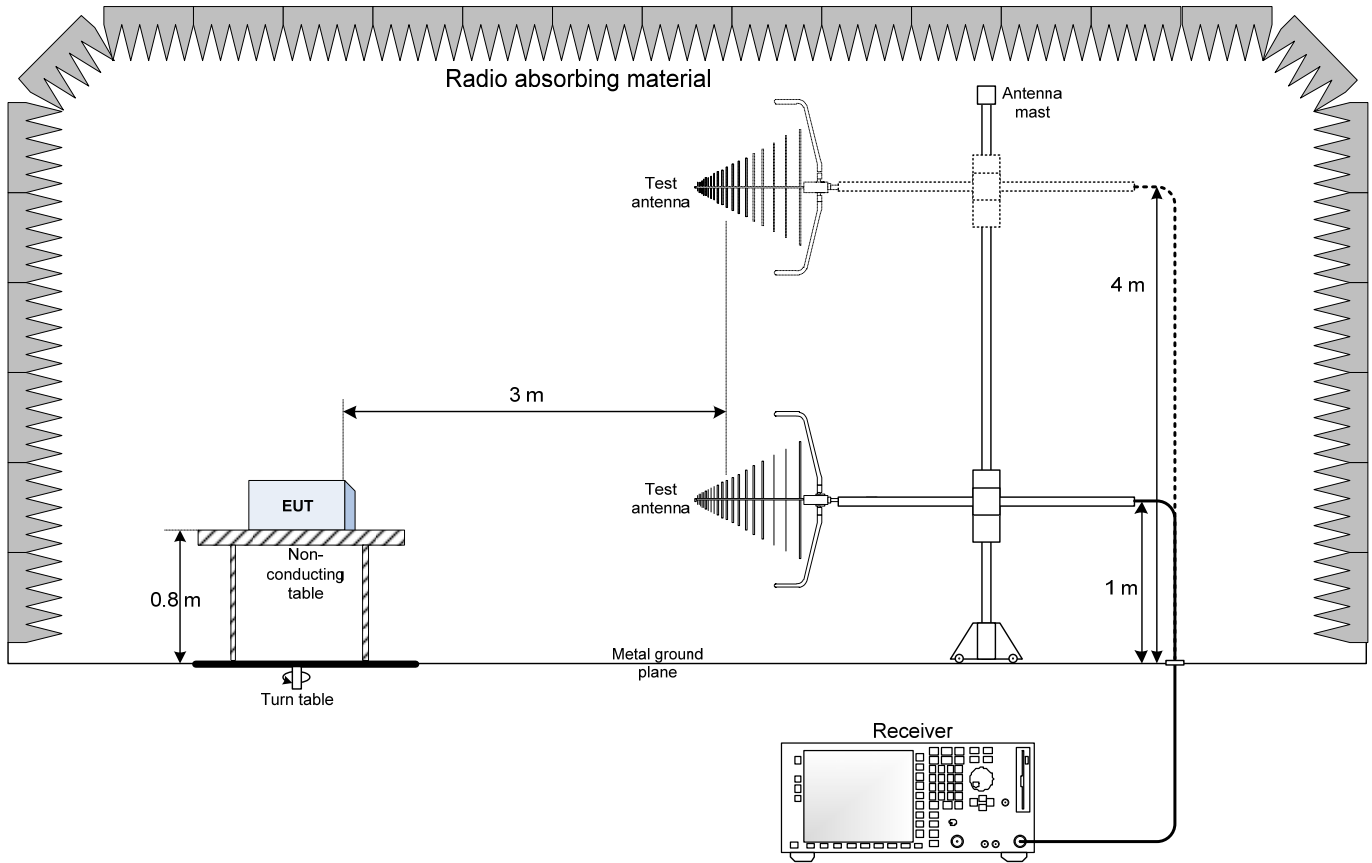 Radio absorbing material
Antenna
mast
Test
antenna
4 m
3 m
Test
antenna
EUT
Non-
conducting
table
0.8 m
1 m
Metal ground
plane
Turn table
Receiver